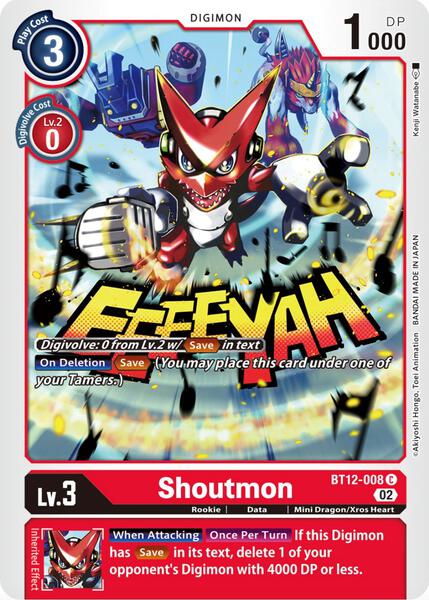 DIGIMON
Play Cost
3
DP
1000
Digivolve Cost
Lv.2
0
Kenji Watanabe
EEEEYAH
Digivolve: 0 from Lv.2 w/ Save in text
On Deletion Save (You may place this card under one of
your Tamers.)
©Akiyoshi Hongo, Toei Animation BANDAI MADE IN JAPAN
Lv.3
Shoutmon
BT12-008 C
02
Rookie | Data | Mini Dragon/Xros Heart
Inherited Effect
When Attacking Once Per Turn If this Digimon
has Save in its text, delete 1 of your
opponent's Digimon with 4000 DP or less.